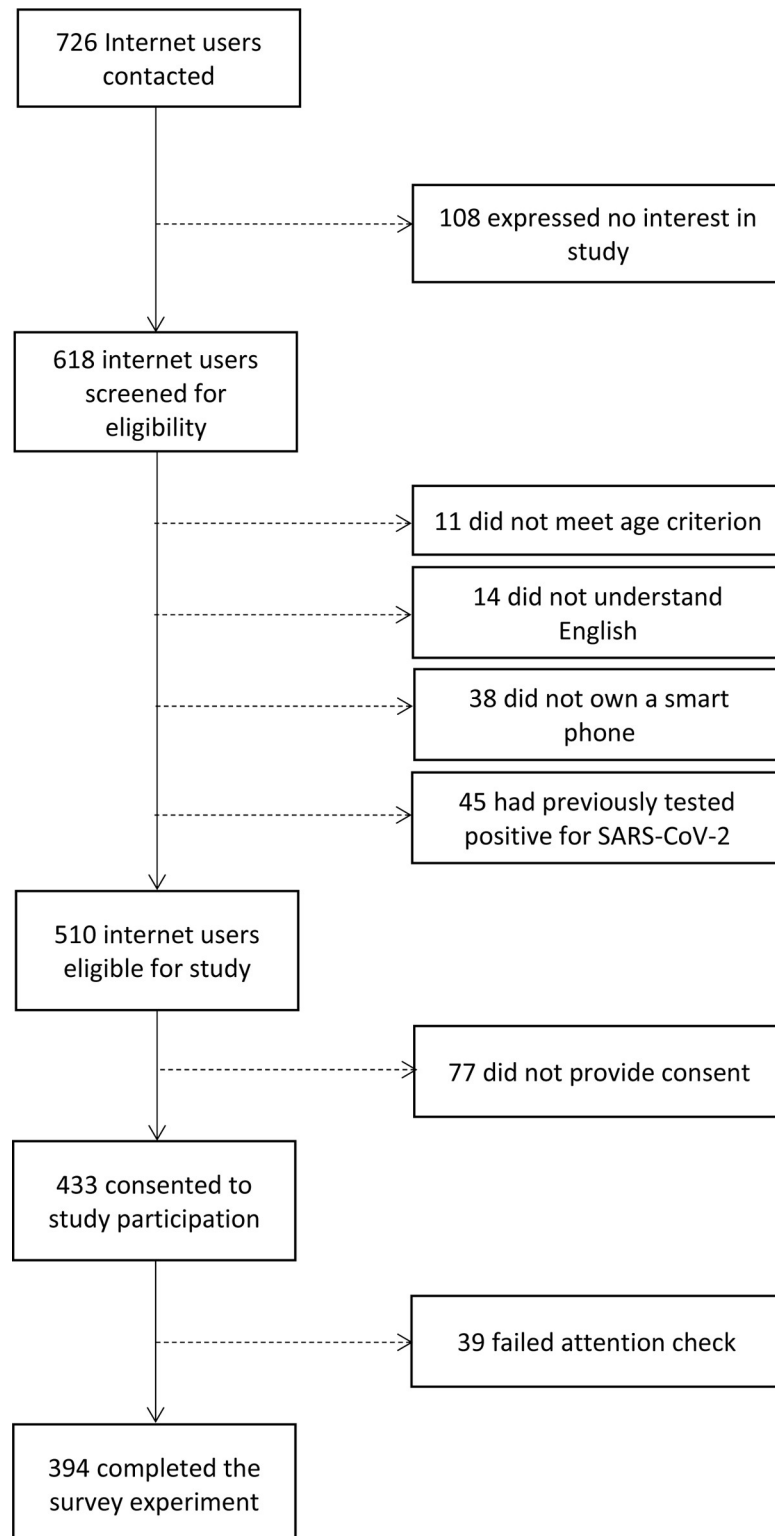 726 Internet users
contacted
108 expressed no interest in
study
618 internet users
screened for
eligibility
11 did not meet age criterion
14 did not understand
English
38 did not own a smart
phone
45 had previously tested
positive for SARS-CoV-2
510 internet users
eligible for study
77 did not provide consent
433 consented to
study participation
39 failed attention check
394 completed the
survey experiment